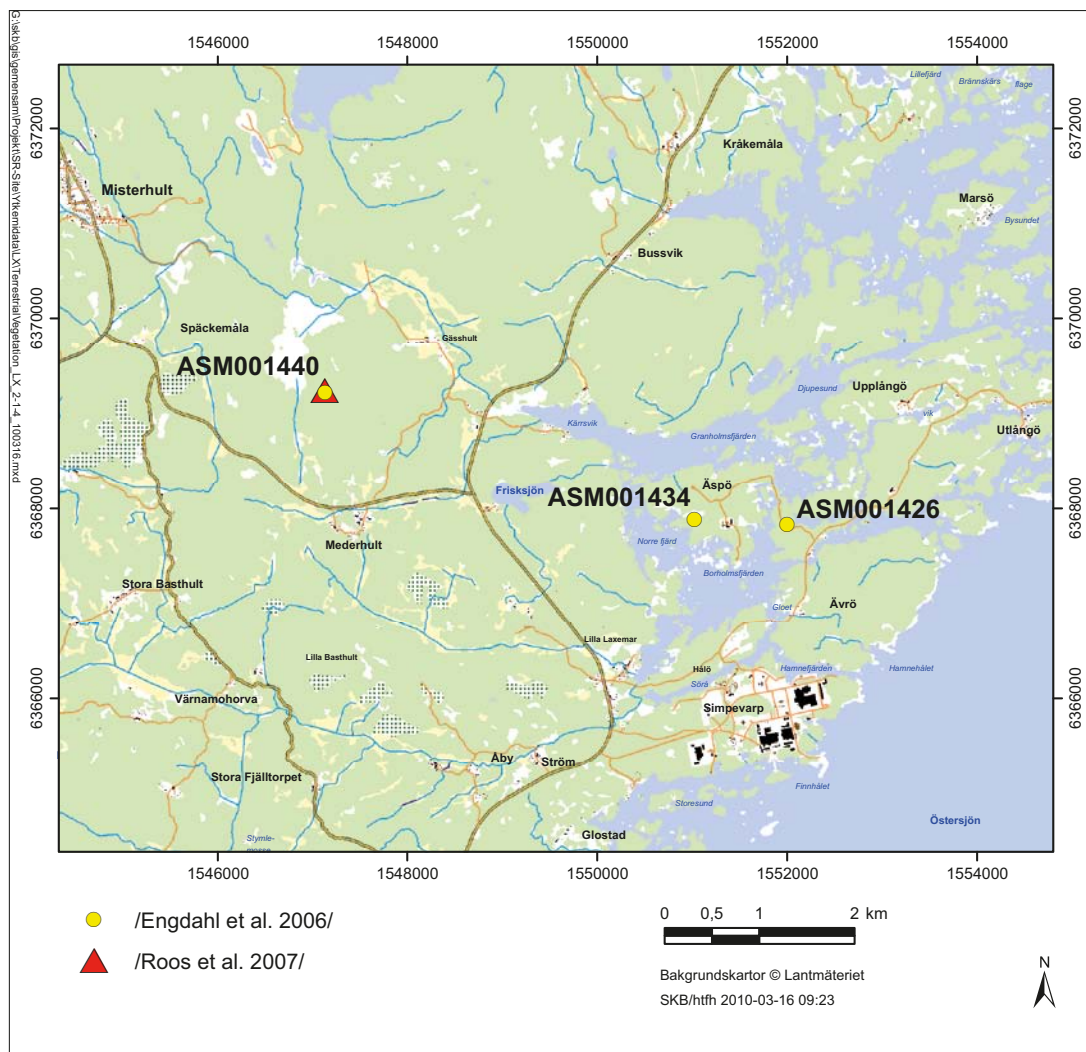 G:\skb\gis\gemensam\Projekt\SR-Site\Ytkemidata\LX\Terrestrial\Vegetation_LX_2-1-4_100316.mxd
1546000 1548000 1550000 1552000 1554000
6372000 6372000
6370000 6370000
6368000 6368000
6366000 6366000
Lillefjärd
Brännskärs
flage
Kråkemåla
Misterhult
Marsö
Bysundet
Bussvik
Späckemåla
Gässhult
ASM001440
Djupesund
Upplångö
vik
Utlångö
Kärrsvik
Granholmsfjärden
Frisksjön
ASM001434
Äspö
ASM001426
Mederhult
Norre fjärd
Borholmsfjärden
Stora Basthult
Gloet
Ävrö
Lilla Laxemar
Lilla Basthult
Hålö
Hamnefjärden
Hamnehålet
Sörå
Värnamohorva
Simpevarp
Åby
Ström
Stora Fjälltorpet
Finnhålet
Storesund
Östersjön
Glostad
Stymle-
mosse
1546000 1548000 1550000 1552000 1554000
/Engdahl et al. 2006/
/Roos et al. 2007/
0 0,5 1 2 km
Bakgrundskartor © Lantmäteriet
SKB/htfh 2010-03-16 09:23
N